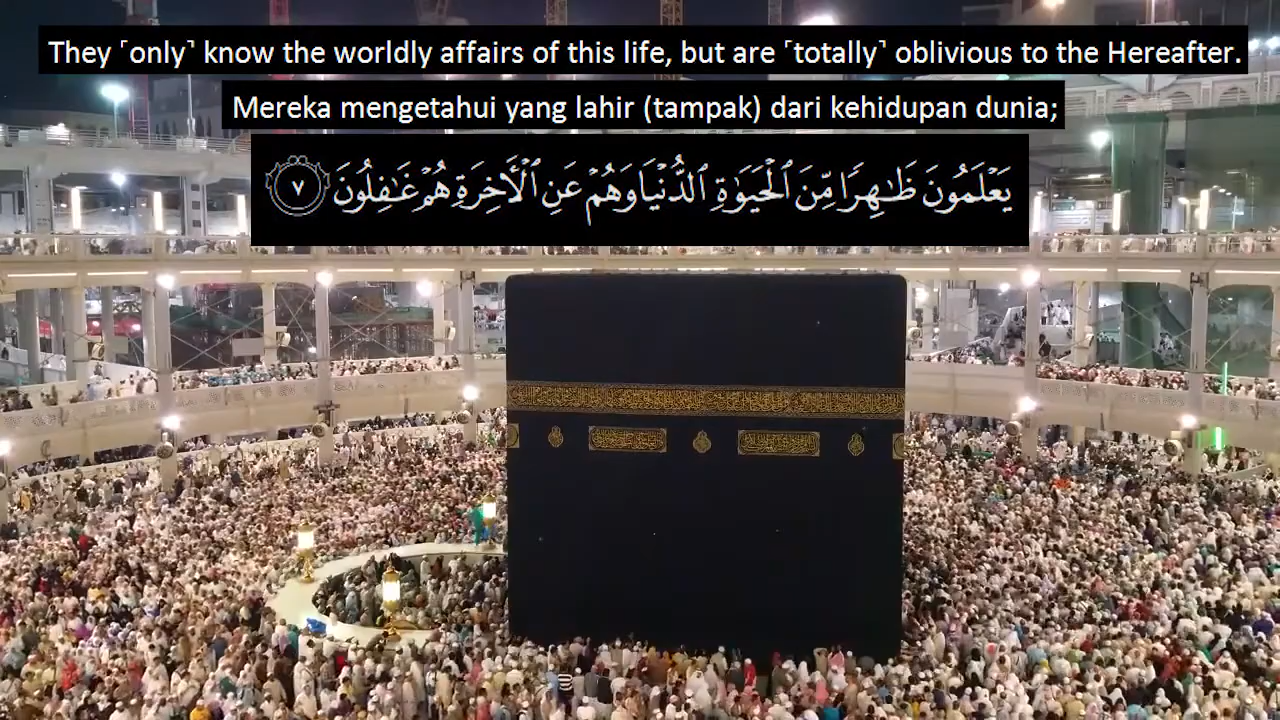 They ⸢only⸣ know the worldly affairs of this life, but are ⸢totally⸣ oblivious to the Hereafter.
Mereka mengetahui yang lahir (tampak) dari kehidupan dunia;
يَعۡلَمُونَ ظَٰهِرٗا مِّنَ ٱلۡحَيَوٰةِ ٱلدُّنۡيَا وَهُمۡ عَنِ ٱلۡأٓخِرَةِ هُمۡ غَٰفِلُونَ ٧